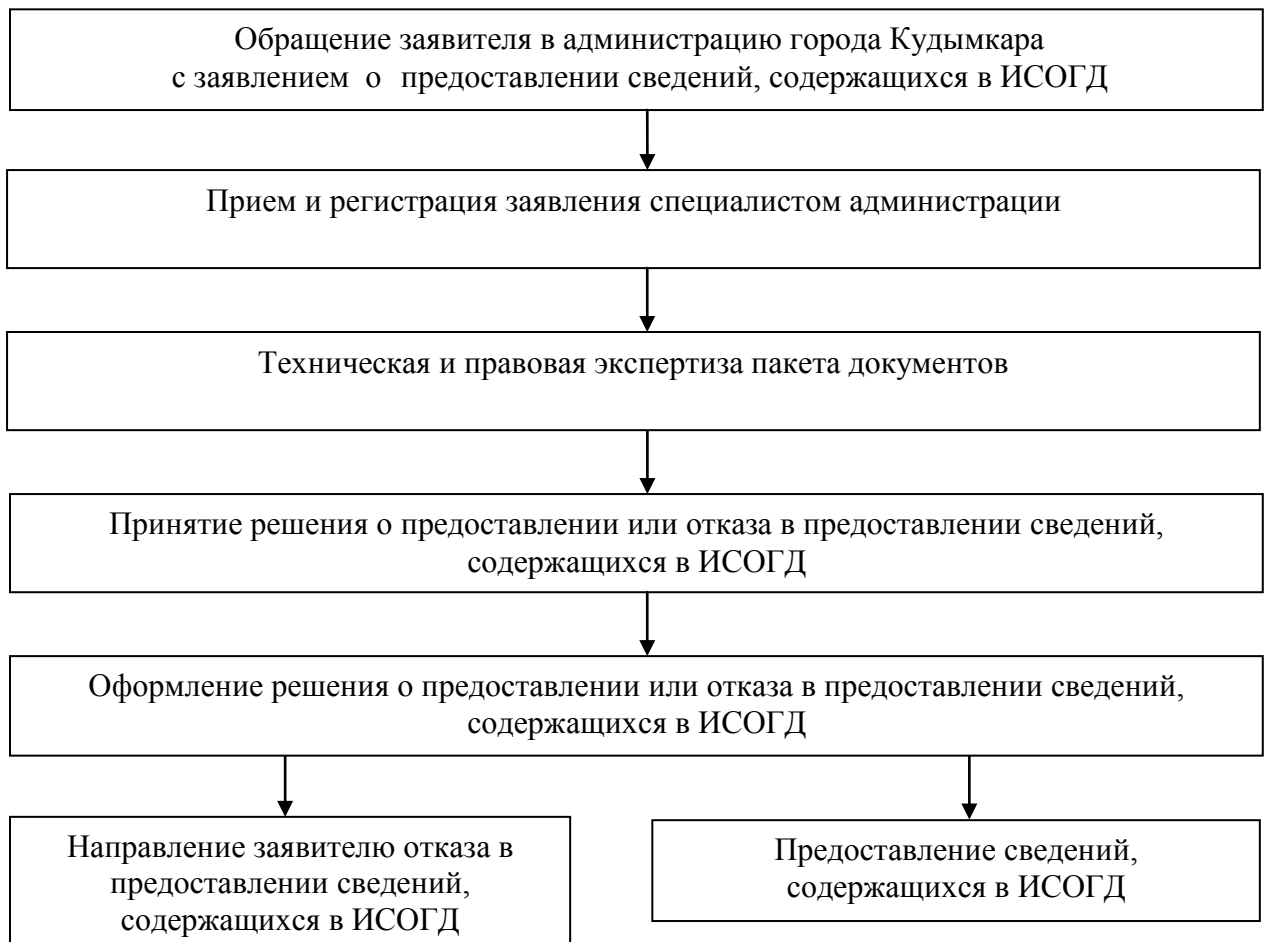 Обращение заявителя в администрацию города Кудымкара
с заявлением о предоставлении сведений, содержащихся в ИСОГД
Прием и регистрация заявления специалистом администрации
Техническая и правовая экспертиза пакета документов
Принятие решения о предоставлении или отказа в предоставлении сведений,
содержащихся в ИСОГД
Оформление решения о предоставлении или отказа в предоставлении сведений,
содержащихся в ИСОГД
Направление заявителю отказа в
предоставлении сведений,
содержащихся в ИСОГД
Предоставление сведений,
содержащихся в ИСОГД